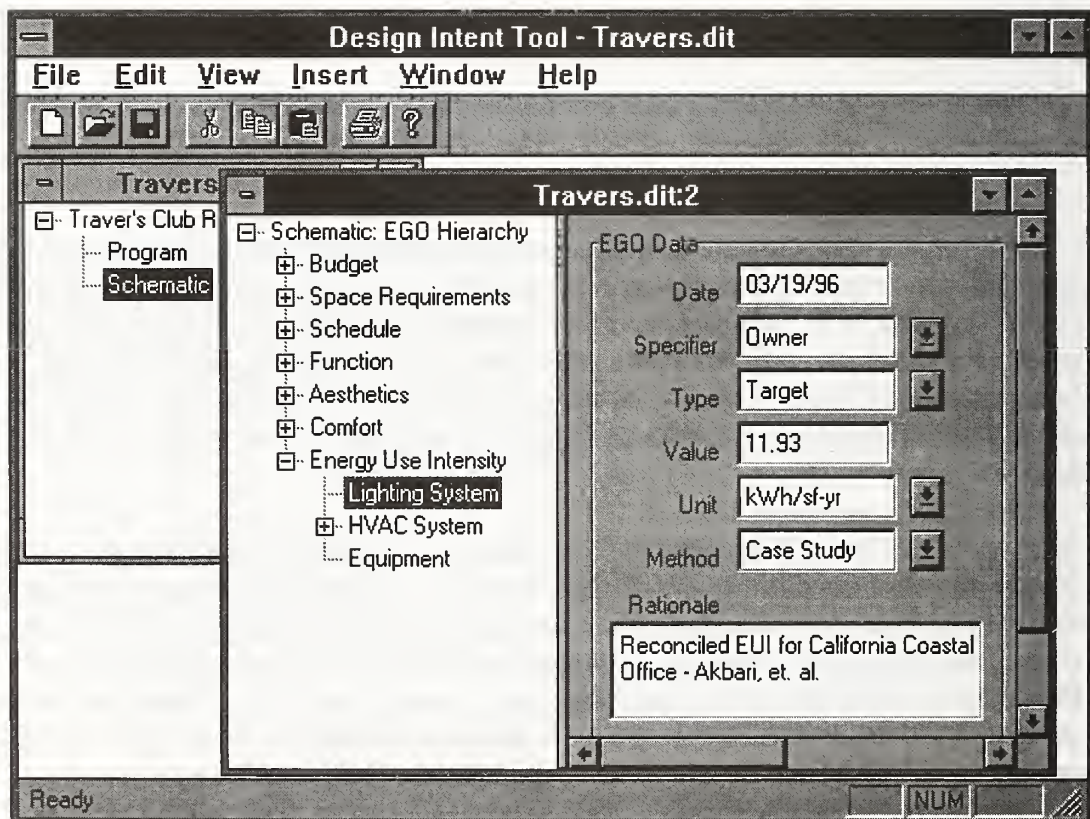 Design Intent Tool - Travers.dit
File Edit View Insert Window Help
Travers
Traver's Club R
Program
Schematic
Travers.dit:2
Schematic: EGO Hierarchy
Budget
Space Requirements
Schedule
Function
Aesthetics
Comfort
Energy Use Intensity
Lighting System
HVAC System
Equipment
EGO Data
Date 03/19/96
Specifier Owner
Type Target
Value 11.93
Unit kWh/sf-yr
Method Case Study
Rationale
Reconciled EUI for California Coastal
Office - Akbari, et. al.
Ready NUM